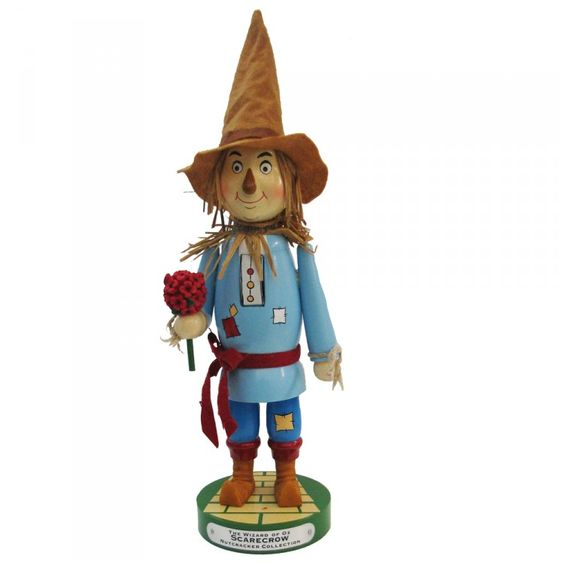 The Wizard of Oz
SCARECROW
Nutcracker Collection